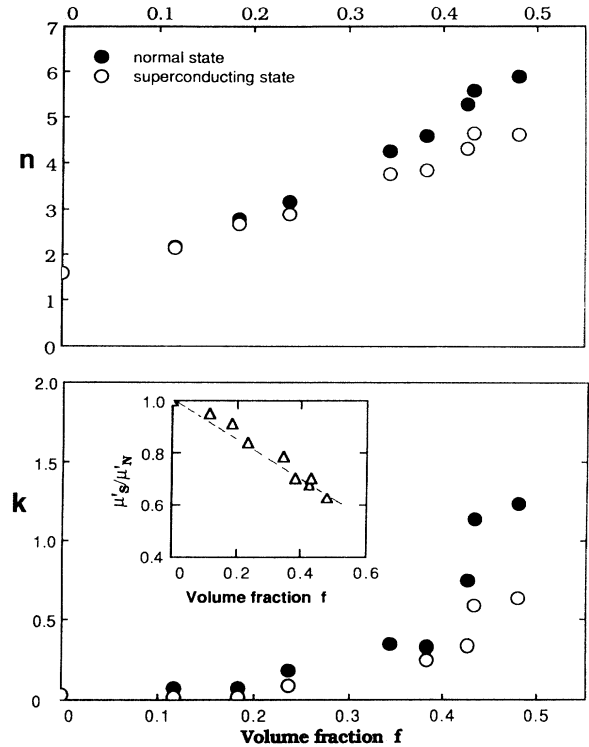 0 0.1 0.2 0.3 0.4 0.5
7
normal state
6
superconducting state
5
n
4
3
2
1
0
2.0
1.5
k
1.0
0.5
0
1.0
0.8
μ'S/μ'N
0.6
0.4
0 0.2 0.4 0.6
Volume fraction f
0 0.1 0.2 0.3 0.4 0.5
Volume fraction f